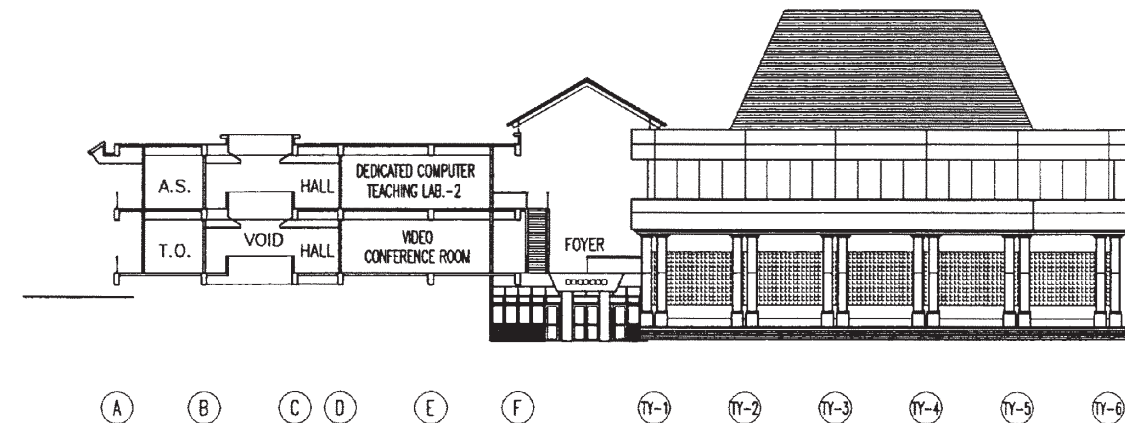 A.S.
HALL
DEDICATED COMPUTER
TEACHING LAB.-2
T.O.
VOID
HALL
VIDEO
CONFERENCE ROOM
FOYER
A
B
C
D
E
F
TY-1
TY-2
TY-3
TY-4
TY-5
TY-6